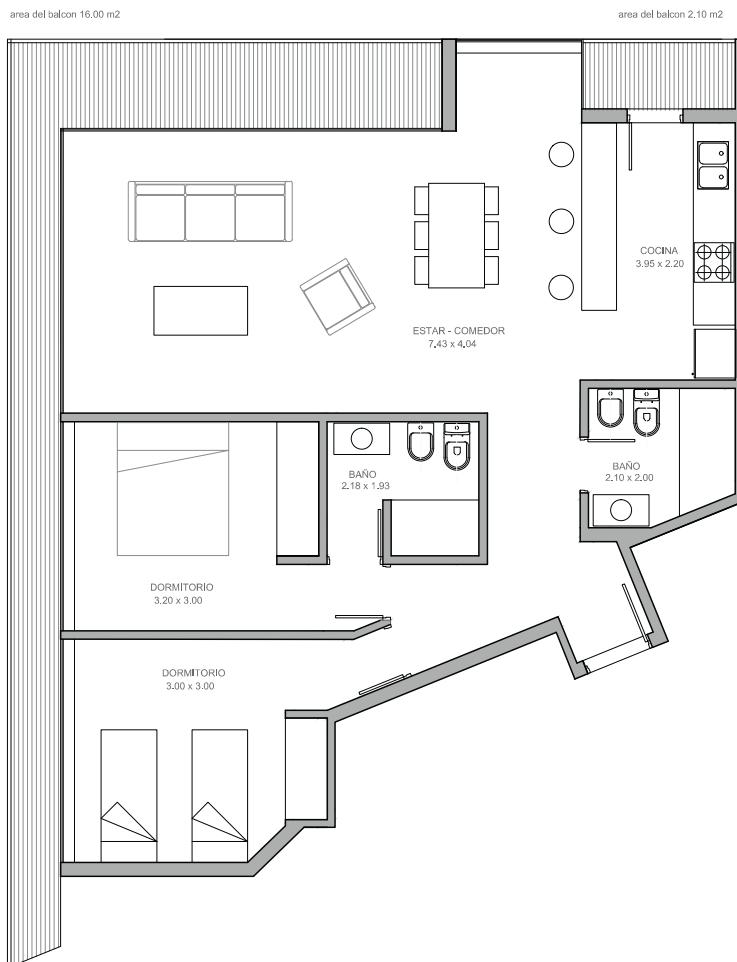 area del balcon 16.00 m2
area del balcon 2.10 m2
COCINA
3.95 x 2.20
ESTAR - COMEDOR
7.43 x 4.04
BAÑO
2.18 x 1.93
BAÑO
2.10 x 2.00
DORMITORIO
3.20 x 3.00
DORMITORIO
3.00 x 3.00